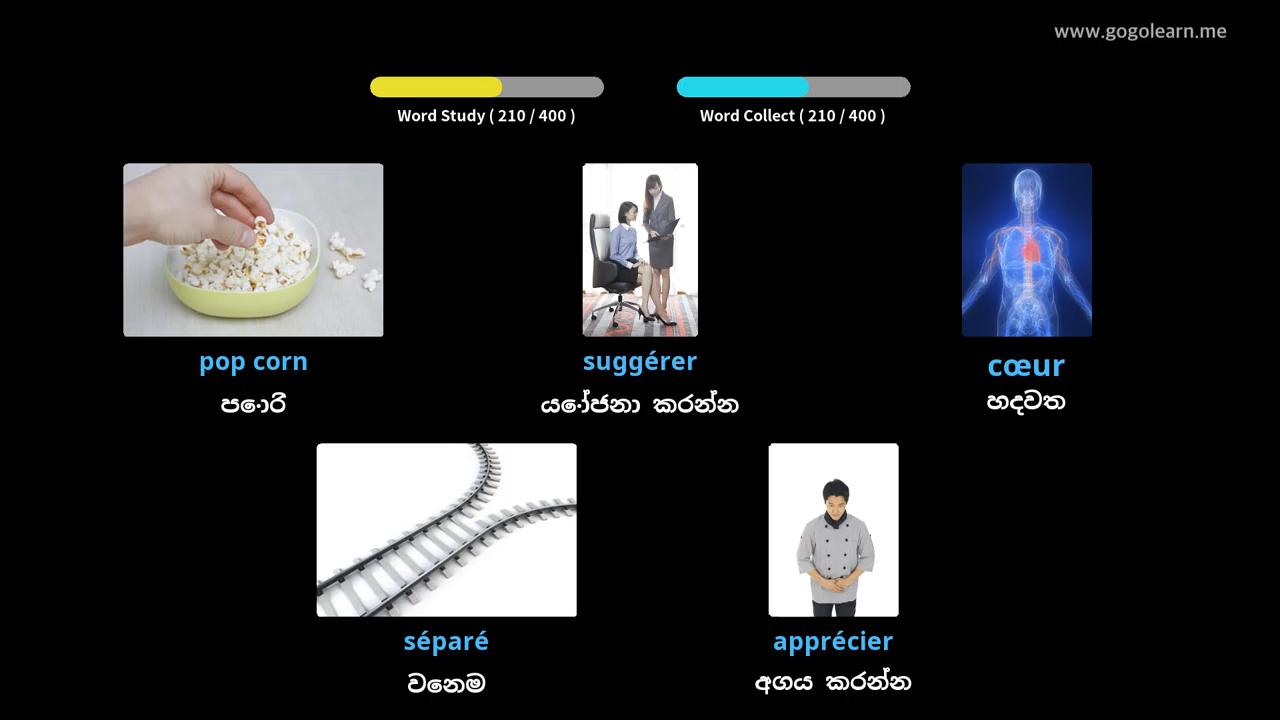 www.gogolearn.me
Word Study ( 210 / 400 )
Word Collect ( 210 / 400 )
pop corn
suggérer
cœur
පොරි
යෝජනා කරන්න
හදවත
séparé
apprécier
වෙනම
අගය කරන්න